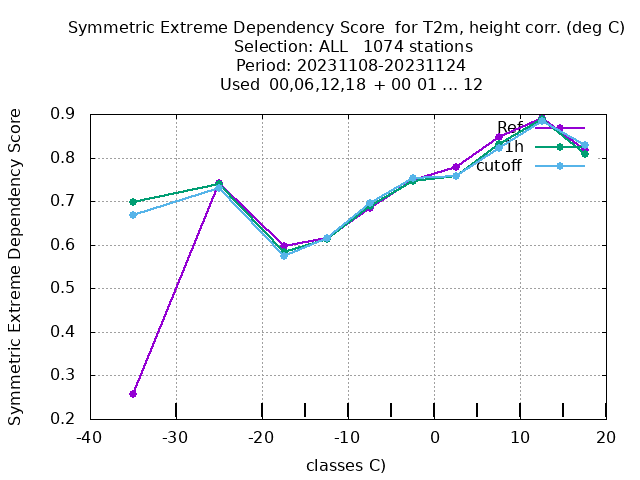 Symmetric Extreme Dependency Score  for T2m, height corr. (deg C)
Selection: ALL   1074 stations
Period: 20231108-20231124
Used  00,06,12,18  + 00 01 ... 12
Symmetric Extreme Dependency Score
0.9
0.8
0.7
0.6
0.5
0.4
0.3
0.2
Ref
1h
cutoff
-40
-30
-20
-10
0
10
20
classes C)